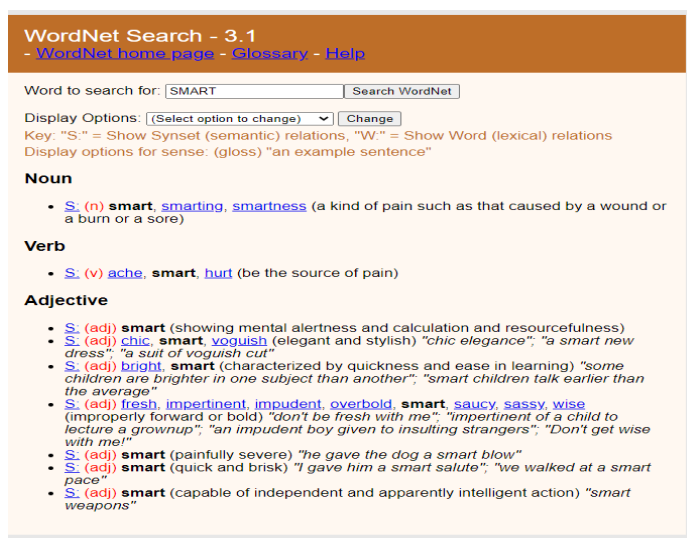 WordNet Search - 3.1
- WordNet home page - Glossary - Help
Word to search for: SMART Search WordNet
Display Options: (Select option to change) Change
Key: "S:" = Show Synset (semantic) relations, "W:" = Show Word (lexical) relations
Display options for sense: (gloss) "an example sentence"
Noun
• S: (n) smart, smarting, smartness (a kind of pain such as that caused by a wound or
a burn or a sore)
Verb
• S: (v) ache, smart, hurt (be the source of pain)
Adjective
• S: (adj) smart (showing mental alertness and calculation and resourcefulness)
• S: (adj) chic, smart, voguish (elegant and stylish) "chic elegance"; "a smart new
dress"; "a suit of voguish cut"
• S: (adj) bright, smart (characterized by quickness and ease in learning) "some
children are brighter in one subject than another"; "smart children talk earlier than
the average"
• S: (adj) fresh, impertinent, impudent, overbold, smart, saucy, sassy, wise
(improperly forward or bold) "don't be fresh with me"; "impertinent of a child to
lecture a grownup"; "an impudent boy given to insulting strangers"; "Don't get wise
with me!"
• S: (adj) smart (painfully severe) "he gave the dog a smart blow"
• S: (adj) smart (quick and brisk) "I gave him a smart salute"; "we walked at a smart
pace"
• S: (adj) smart (capable of independent and apparently intelligent action) "smart
weapons"